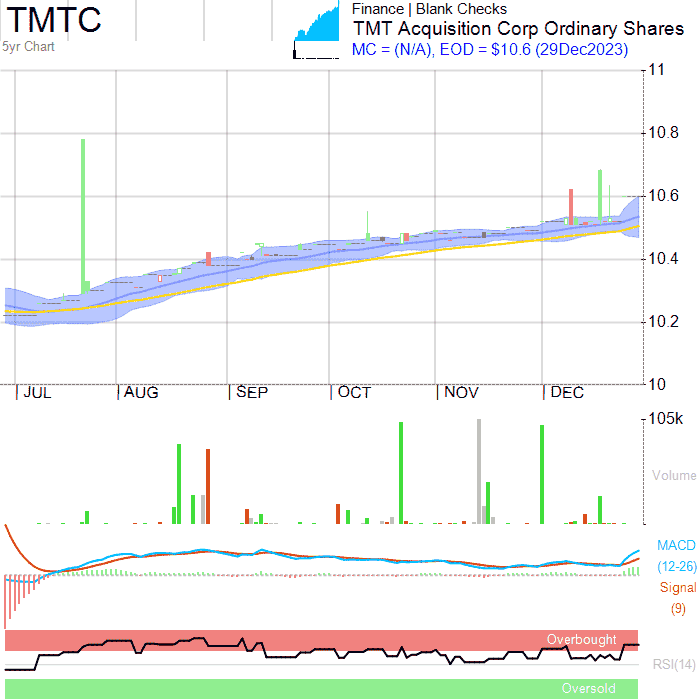 TMTC
5yr Chart
Finance | Blank Checks
TMT Acquisition Corp Ordinary Shares
MC = (N/A), EOD = $10.6 (29Dec2023)
11
10.8
10.6
10.4
10.2
10
JUL
AUG
SEP
OCT
NOV
DEC
105k
Volume
MACD
(12-26)
Signal
(9)
Overbought
RSI(14)
Oversold